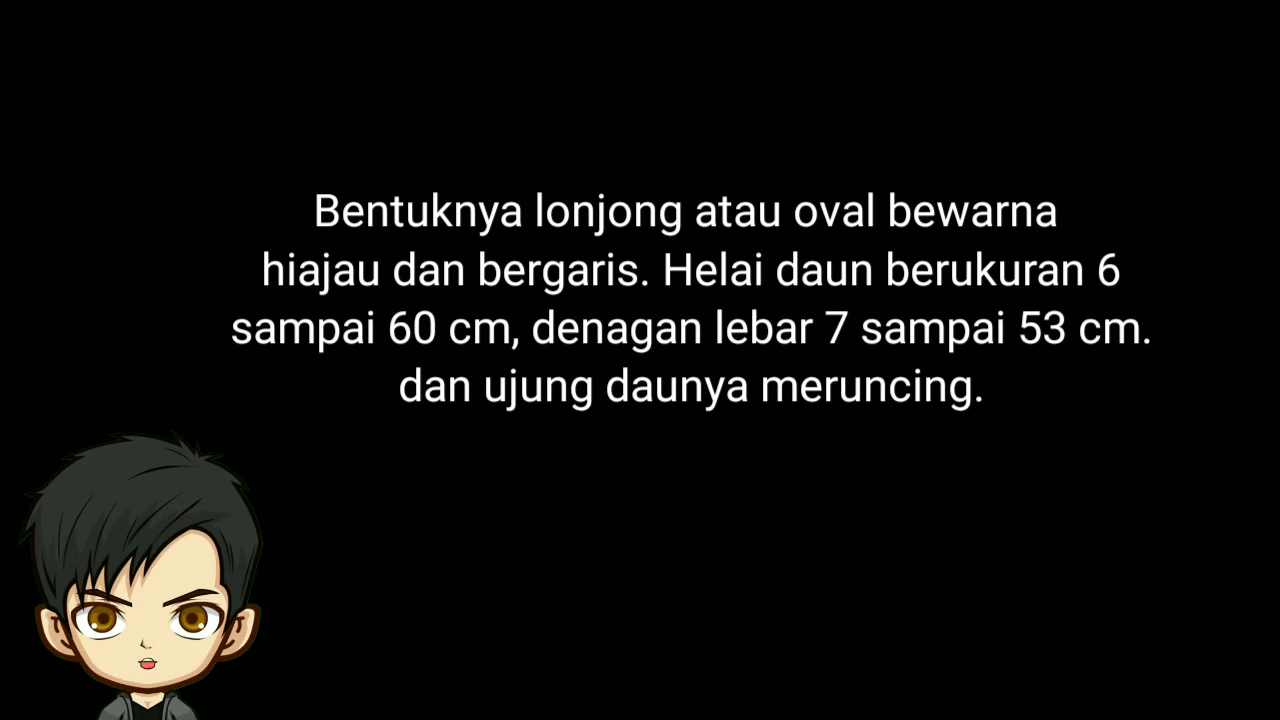 Bentuknya lonjong atau oval bewarna
hiajau dan bergaris. Helai daun berukuran 6
sampai 60 cm, denagan lebar 7 sampai 53 cm.
dan ujung daunya meruncing.